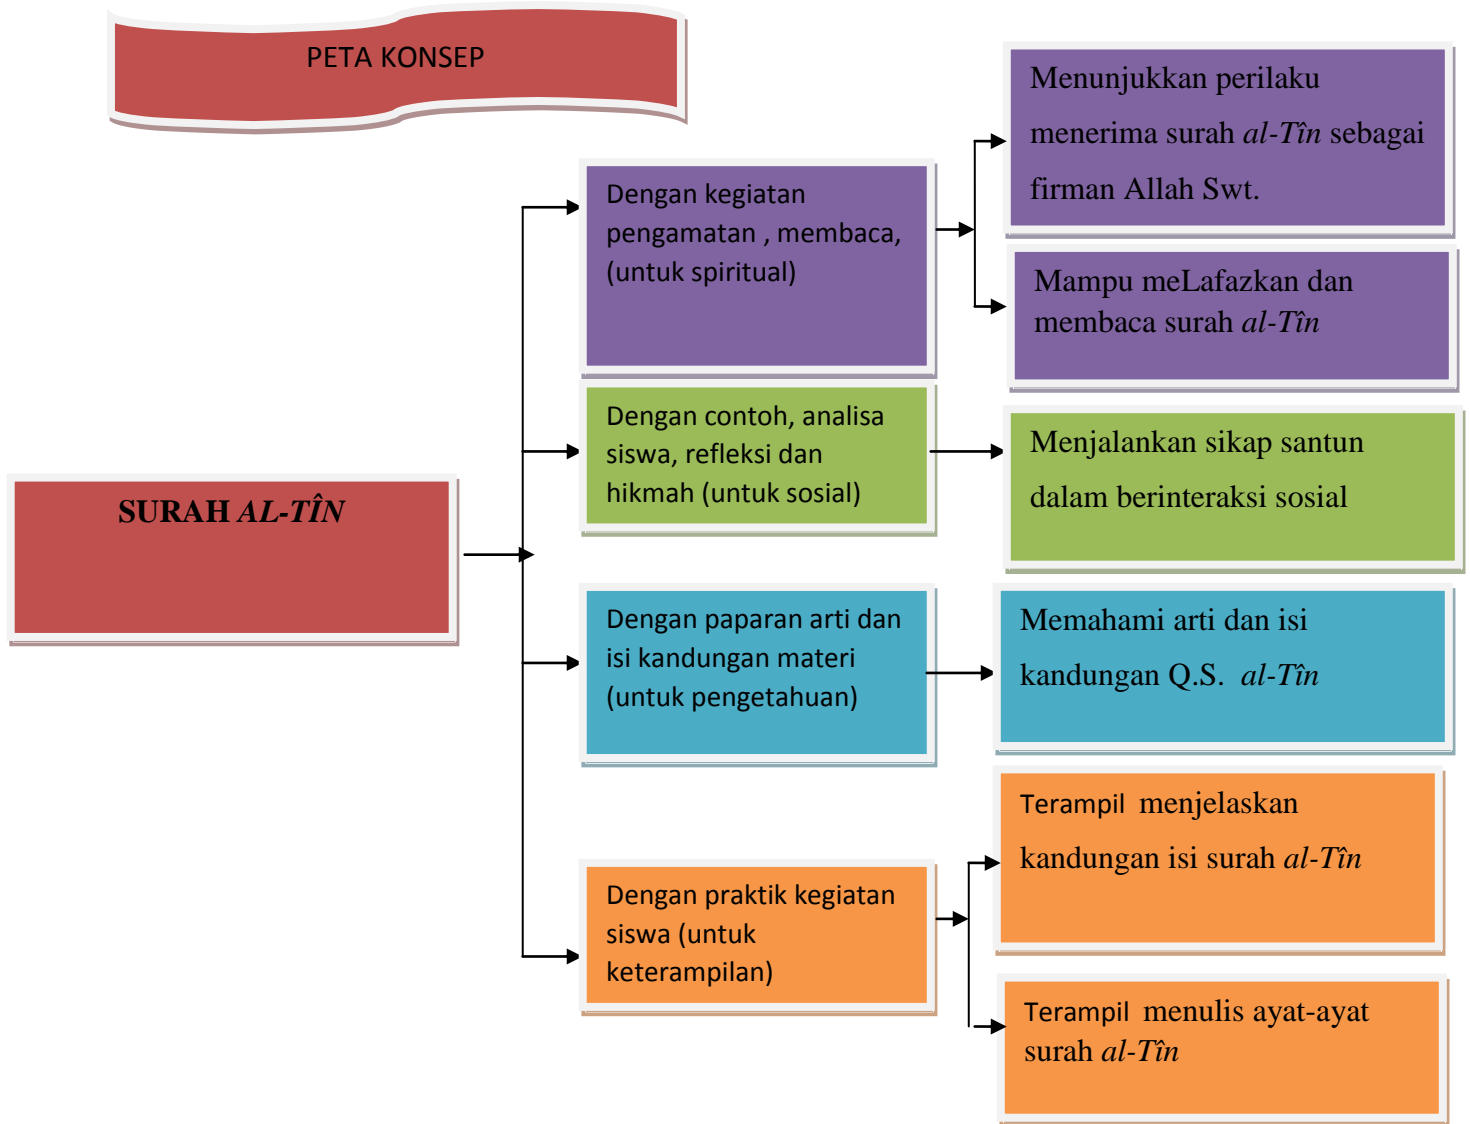 PETA KONSEP
SURAH AL-TÎN
Dengan kegiatan
pengamatan , membaca,
(untuk spiritual)
Menunjukkan perilaku
menerima surah al-Tîn sebagai
firman Allah Swt.
Mampu meLafazkan dan
membaca surah al-Tîn
Dengan contoh, analisa
siswa, refleksi dan
hikmah (untuk sosial)
Menjalankan sikap santun
dalam berinteraksi sosial
Dengan paparan arti dan
isi kandungan materi
(untuk pengetahuan)
Memahami arti dan isi
kandungan Q.S. al-Tîn
Dengan praktik kegiatan
siswa (untuk
keterampilan)
Terampil menjelaskan
kandungan isi surah al-Tîn
Terampil menulis ayat-ayat
surah al-Tîn